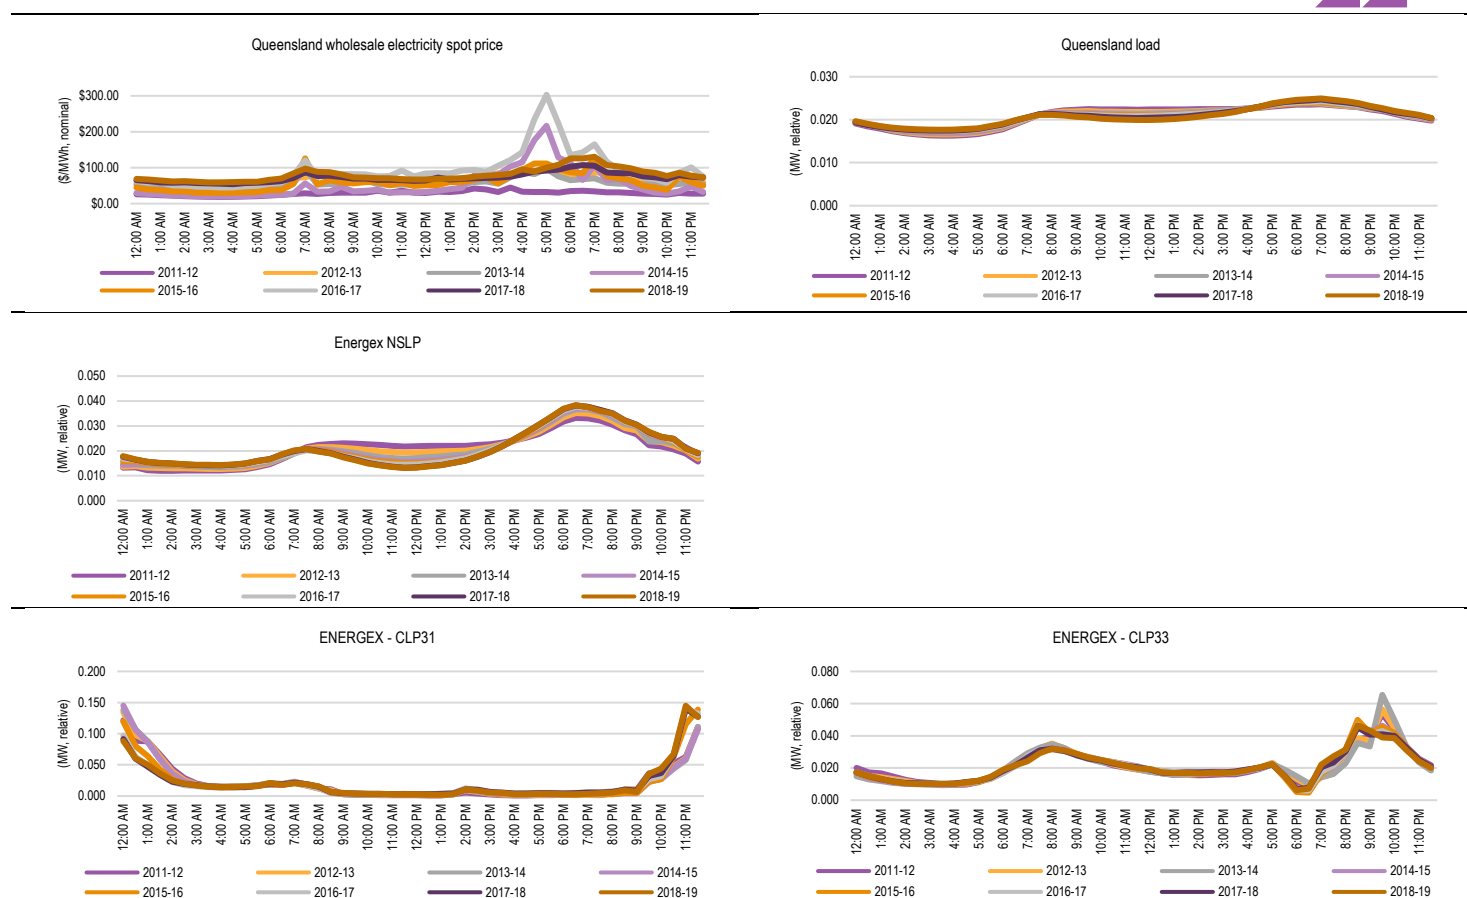 Queensland wholesale electricity spot price
($/MWh, nominal)
$300.00
$200.00
$100.00
$0.00
12:00 AM
1:00 AM
2:00 AM
3:00 AM
4:00 AM
5:00 AM
6:00 AM
7:00 AM
8:00 AM
9:00 AM
10:00 AM
11:00 AM
12:00 PM
1:00 PM
2:00 PM
3:00 PM
4:00 PM
5:00 PM
6:00 PM
7:00 PM
8:00 PM
9:00 PM
10:00 PM
11:00 PM
2011-12 2012-13 2013-14 2014-15
2015-16 2016-17 2017-18 2018-19
Queensland load
(MW, relative)
0.030
0.020
0.010
0.000
12:00 AM
1:00 AM
2:00 AM
3:00 AM
4:00 AM
5:00 AM
6:00 AM
7:00 AM
8:00 AM
9:00 AM
10:00 AM
11:00 AM
12:00 PM
1:00 PM
2:00 PM
3:00 PM
4:00 PM
5:00 PM
6:00 PM
7:00 PM
8:00 PM
9:00 PM
10:00 PM
11:00 PM
2011-12 2012-13 2013-14 2014-15
2015-16 2016-17 2017-18 2018-19
Energex NSLP
(MW, relative)
0.050
0.040
0.030
0.020
0.010
0.000
12:00 AM
1:00 AM
2:00 AM
3:00 AM
4:00 AM
5:00 AM
6:00 AM
7:00 AM
8:00 AM
9:00 AM
10:00 AM
11:00 AM
12:00 PM
1:00 PM
2:00 PM
3:00 PM
4:00 PM
5:00 PM
6:00 PM
7:00 PM
8:00 PM
9:00 PM
10:00 PM
11:00 PM
2011-12 2012-13 2013-14 2014-15
2015-16 2016-17 2017-18 2018-19
ENERGEX - CLP31
(MW, relative)
0.200
0.150
0.100
0.050
0.000
12:00 AM
1:00 AM
2:00 AM
3:00 AM
4:00 AM
5:00 AM
6:00 AM
7:00 AM
8:00 AM
9:00 AM
10:00 AM
11:00 AM
12:00 PM
1:00 PM
2:00 PM
3:00 PM
4:00 PM
5:00 PM
6:00 PM
7:00 PM
8:00 PM
9:00 PM
10:00 PM
11:00 PM
2011-12 2012-13 2013-14 2014-15
2015-16 2016-17 2017-18 2018-19
ENERGEX - CLP33
(MW, relative)
0.080
0.060
0.040
0.020
0.000
12:00 AM
1:00 AM
2:00 AM
3:00 AM
4:00 AM
5:00 AM
6:00 AM
7:00 AM
8:00 AM
9:00 AM
10:00 AM
11:00 AM
12:00 PM
1:00 PM
2:00 PM
3:00 PM
4:00 PM
5:00 PM
6:00 PM
7:00 PM
8:00 PM
9:00 PM
10:00 PM
11:00 PM
2011-12 2012-13 2013-14 2014-15
2015-16 2016-17 2017-18 2018-19